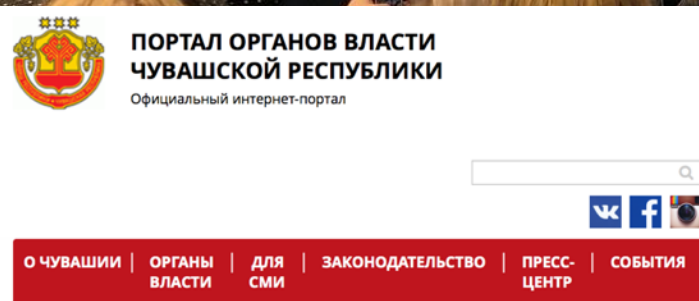 ПОРТАЛ ОРГАНОВ ВЛАСТИ
ЧУВАШСКОЙ РЕСПУБЛИКИ
Официальный интернет-портал
О ЧУВАШИИ | ОРГАНЫ ВЛАСТИ | ДЛЯ СМИ | ЗАКОНОДАТЕЛЬСТВО | ПРЕСС-ЦЕНТР | СОБЫТИЯ